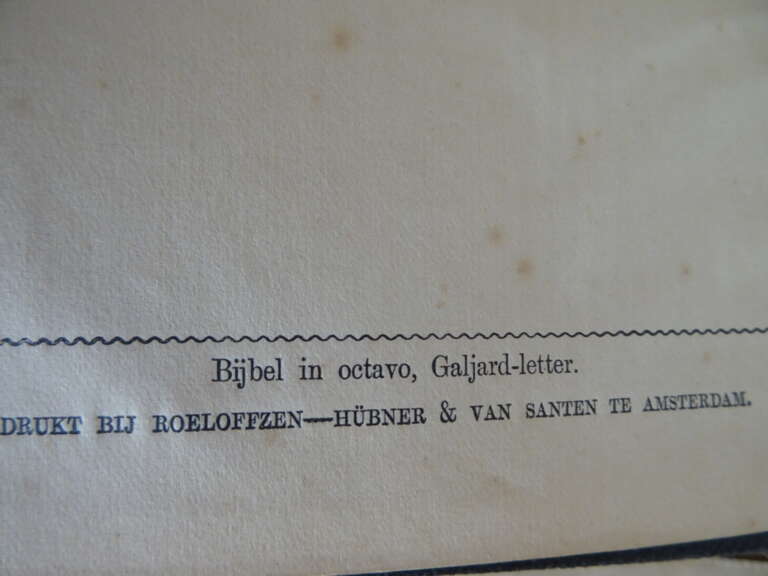 Bijbel in octavo, Galjard-letter.
DRUKT BIJ ROELOFFZEN—HÜBNER & VAN SANTEN TE AMSTERDAM.